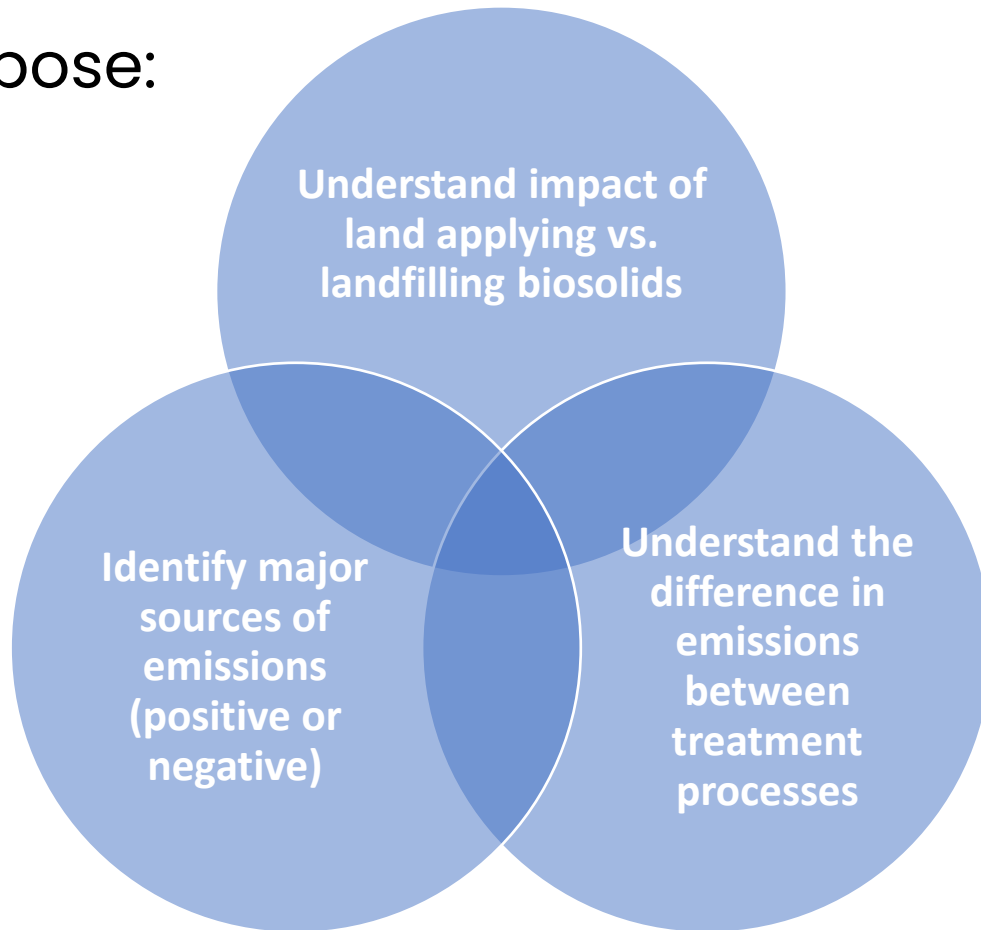 pose:
Understand impact of
land applying vs.
landfilling biosolids
Identify major
sources of
emissions
(positive or
negative)
Understand the
difference in
emissions
between
treatment
processes